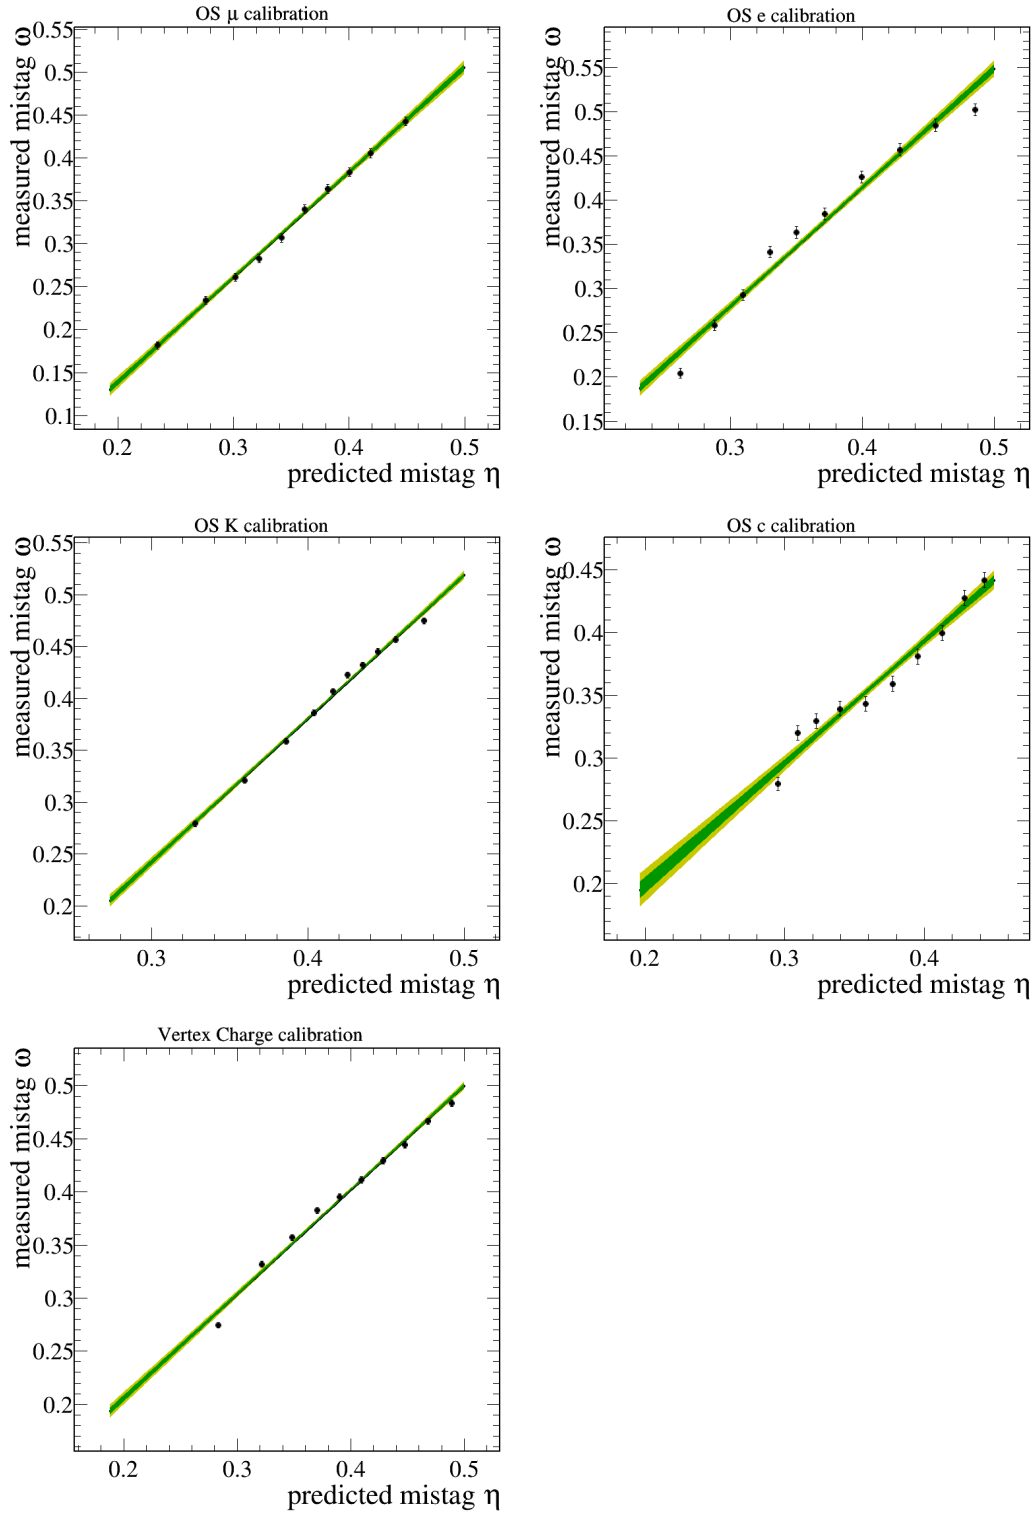 OS μ calibration
measured mistag ω
0.55
0.5
0.45
0.4
0.35
0.3
0.25
0.2
0.15
0.1
0.2 0.3 0.4 0.5
predicted mistag η
OS e calibration
measured mistag ω
0.55
0.5
0.45
0.4
0.35
0.3
0.25
0.2
0.15
0.3 0.4 0.5
predicted mistag η
OS K calibration
measured mistag ω
0.55
0.5
0.45
0.4
0.35
0.3
0.25
0.2
0.3 0.4 0.5
predicted mistag η
OS c calibration
measured mistag ω
0.45
0.4
0.35
0.3
0.25
0.2
0.2 0.3 0.4
predicted mistag η
Vertex Charge calibration
measured mistag ω
0.5
0.45
0.4
0.35
0.3
0.25
0.2
0.2 0.3 0.4 0.5
predicted mistag η